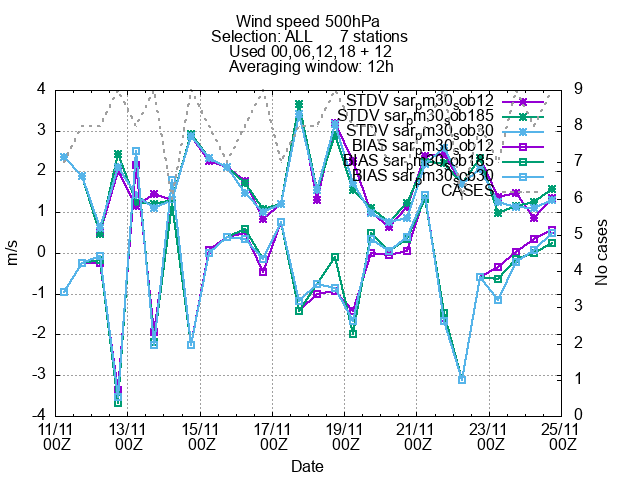 Wind speed 500hPa
Selection: ALL 7 stations
Used 00,06,12,18 + 12
Averaging window: 12h
STDV sar_pm30_sob12
STDV sar_pm30_sob185
STDV sar_pm30_sob30
BIAS sar_pm30_sob12
BIAS sar_pm30_sob185
BIAS sar_pm30_sob30
CASES
4
3
2
1
0
-1
-2
-3
-4
m/s
9
8
7
6
5
4
3
2
1
0
No cases
11/11 13/11 15/11 17/11 19/11 21/11 23/11 25/11
00Z 00Z 00Z 00Z 00Z 00Z 00Z 00Z
Date